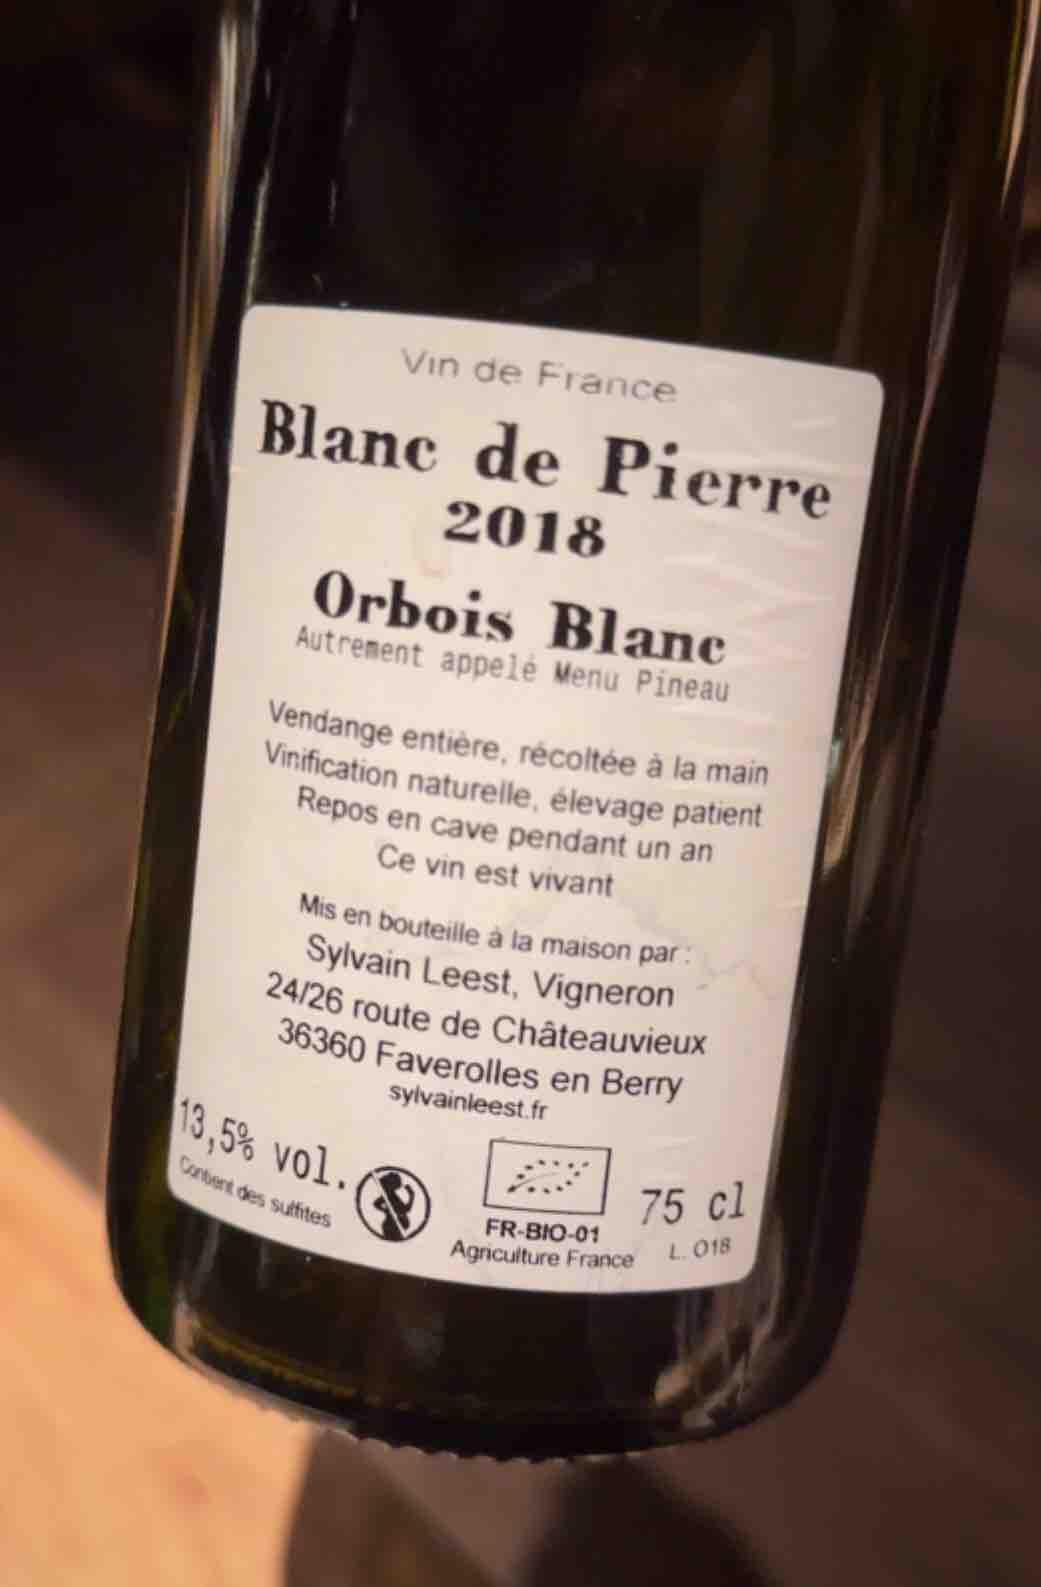 Vin de France
Blanc de Pierre
2018
Orbois Blanc
Autrement appelé Menu Pineau
Vendange entière, récoltée à la main
Vinification naturelle, élevage patient
Repos en cave pendant un an
Ce vin est vivant
Mis en bouteille à la maison par :
Sylvain Leest, Vigneron
24/26 route de Châteauvieux
36360 Faverolles en Berry
sylvainleest.fr
13,5% vol.
Contient des sulfites
FR-BIO-01
Agriculture France
75 cl
L. O18